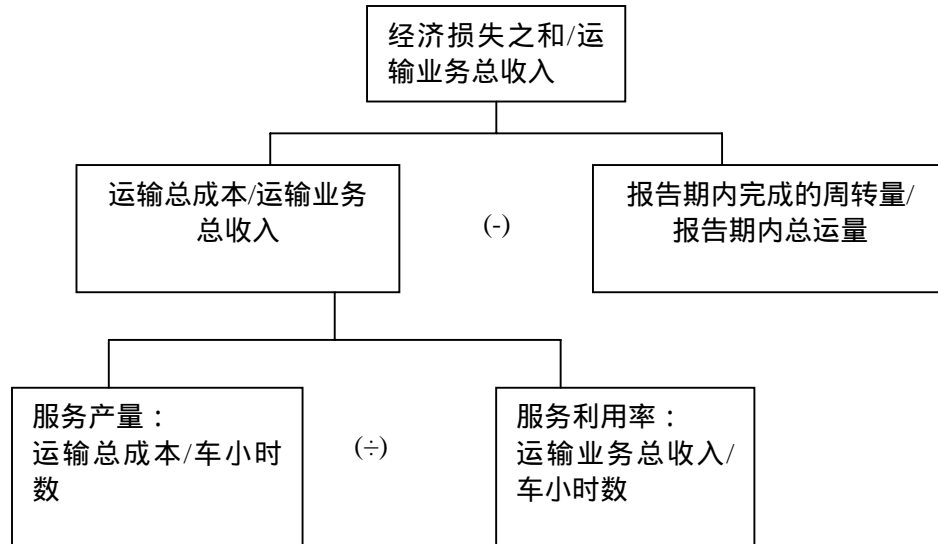 经济损失之和/运
输业务总收入
运输总成本/运输业务
总收入
(-)
报告期内完成的周转量/
报告期内总运量
服务产量：
运输总成本/车小时
数
(÷)
服务利用率：
运输业务总收入/
车小时数